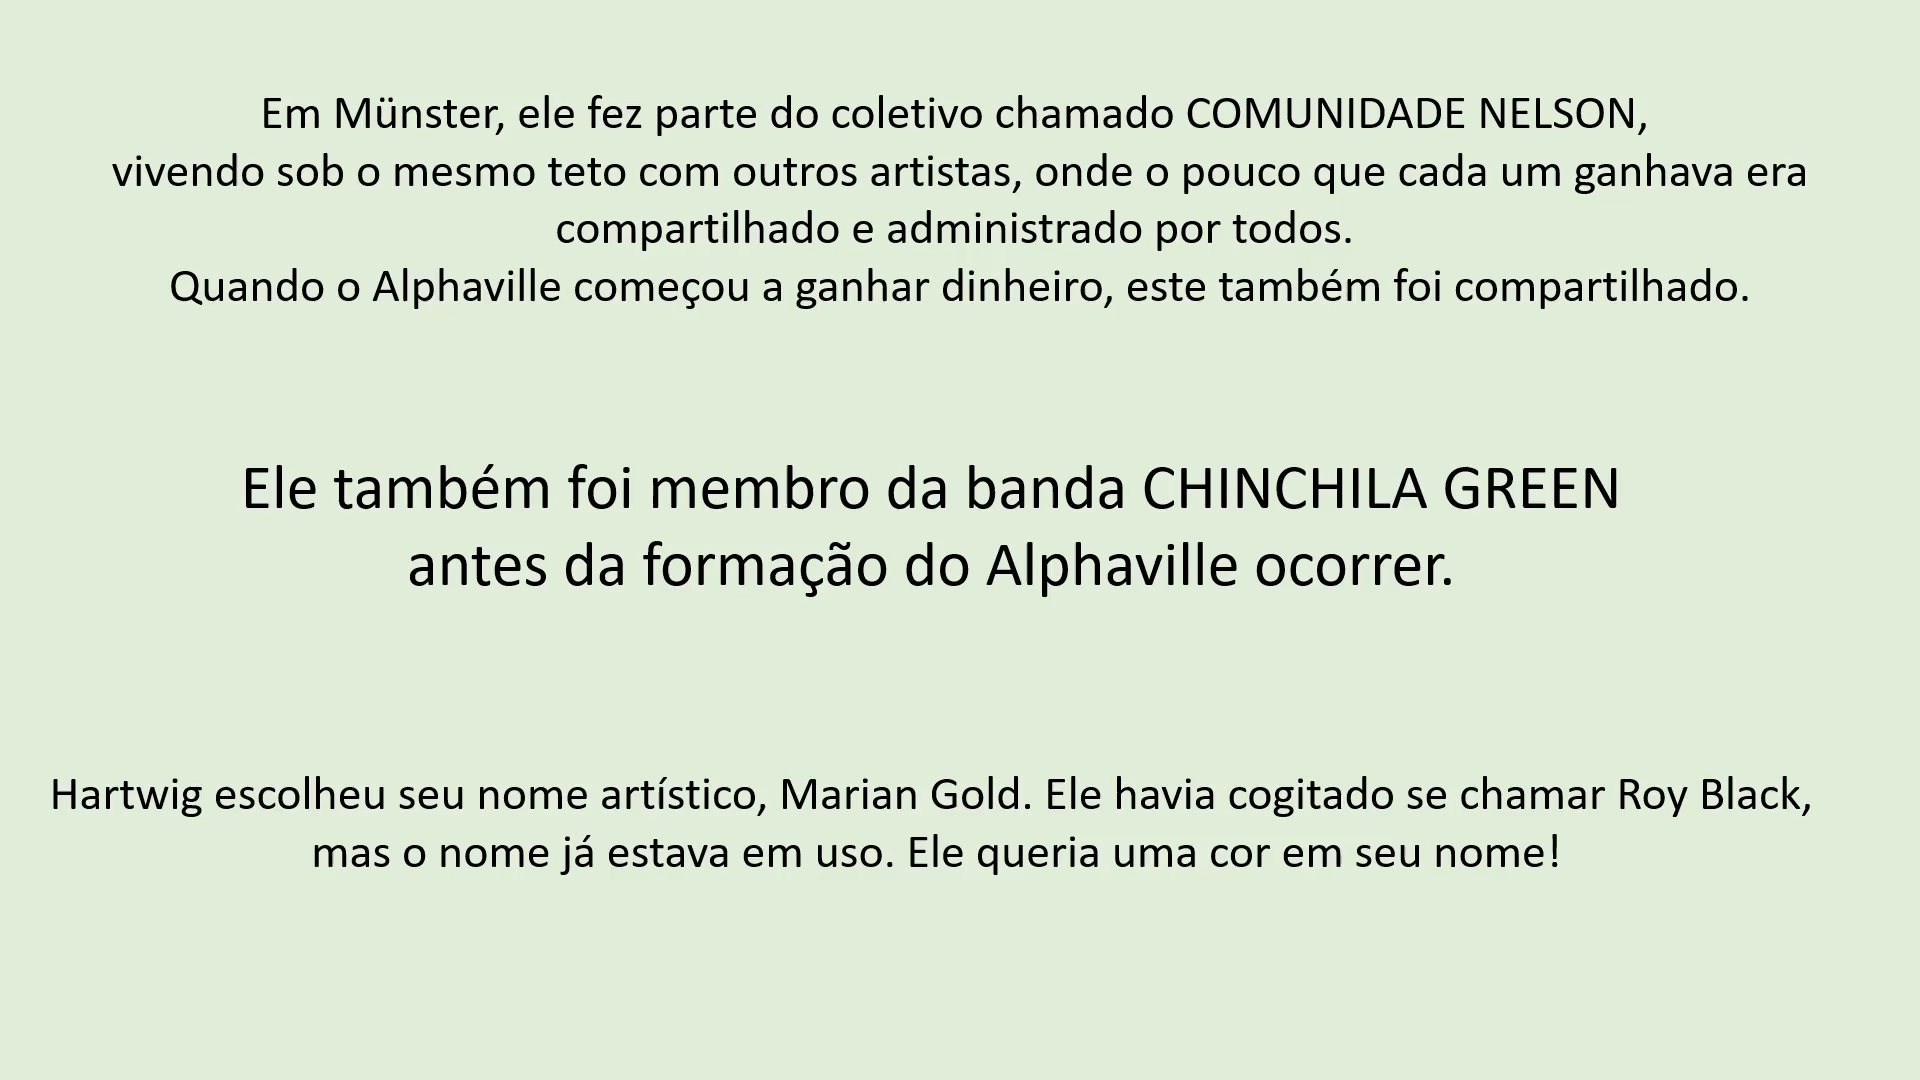 Em Münster, ele fez parte do coletivo chamado COMUNIDADE NELSON,
vivendo sob o mesmo teto com outros artistas, onde o pouco que cada um ganhava era
compartilhado e administrado por todos.
Quando o Alphaville começou a ganhar dinheiro, este também foi compartilhado.
Ele também foi membro da banda CHINCHILA GREEN
antes da formação do Alphaville ocorrer.
Hartwig escolheu seu nome artístico, Marian Gold. Ele havia cogitado se chamar Roy Black,
mas o nome já estava em uso. Ele queria uma cor em seu nome!